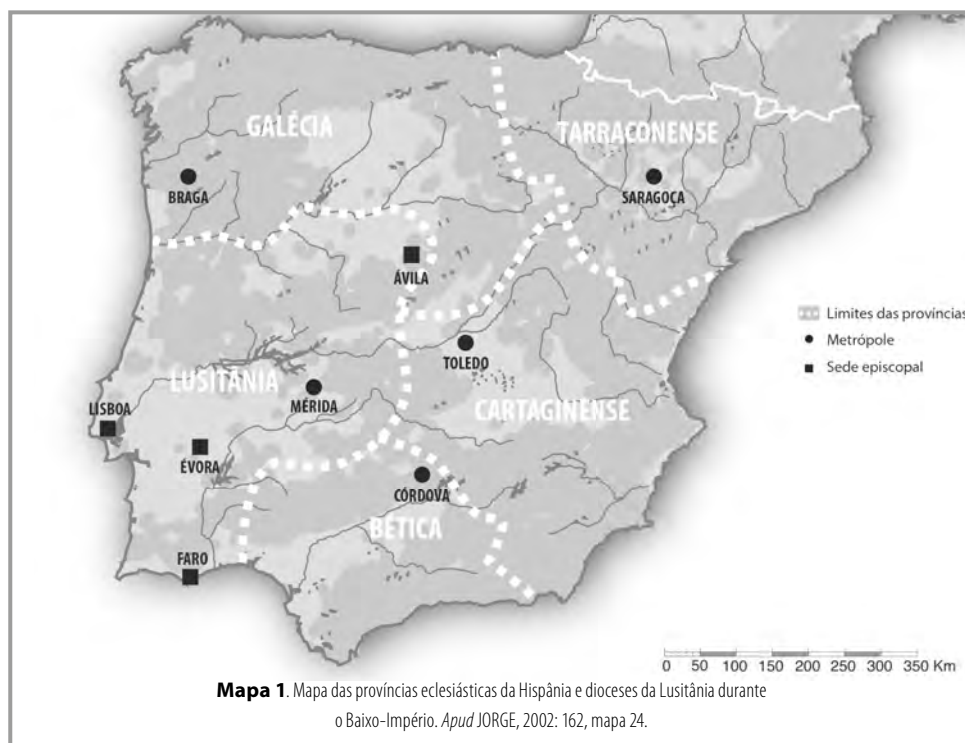 GALÉCIA
TARRACONENSE
BRAGA
SARAGOÇA
ÁVILA
Limites das províncias
Metrópole
TOLEDO
Sede episcopal
LUSITÂNIA
MÉRIDA
CARTAGINENSE
LISBOA
ÉVORA
CÓRDOVA
BÉTICA
FARO
0 50 100 150 200 250 300 350 Km
Mapa 1. Mapa das províncias eclesiásticas da Hispânia e dioceses da Lusitânia durante
o Baixo-Império. Apud JORGE, 2002: 162, mapa 24.